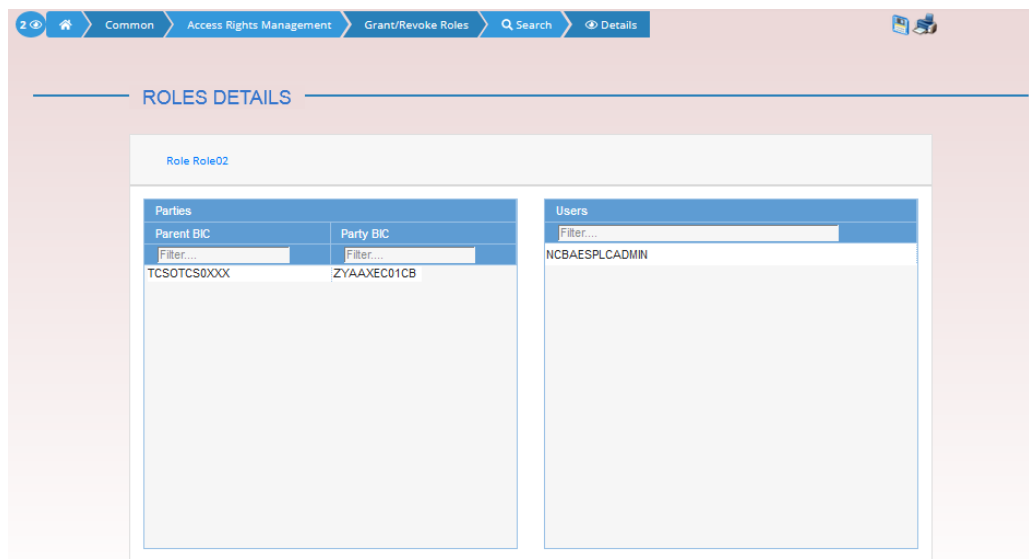 2 Common Access Rights Management Grant/Revoke Roles Search Details
ROLES DETAILS
Role Role02
Parties
Parent BIC Party BIC
Filter.... Filter....
TCSOTCS0XXX ZYAAXEC01CB
Users
Filter....
NCBAESPLCADMIN